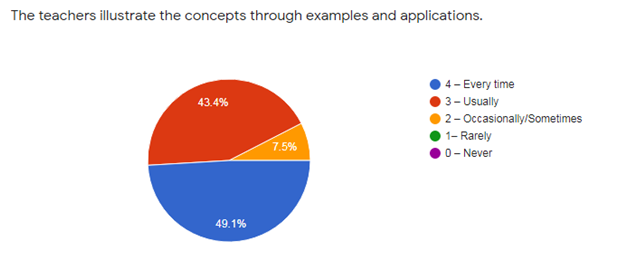 The teachers illustrate the concepts through examples and applications.
43.4%
7.5%
49.1%
4 – Every time
3 – Usually
2 – Occasionally/Sometimes
1– Rarely
0 – Never